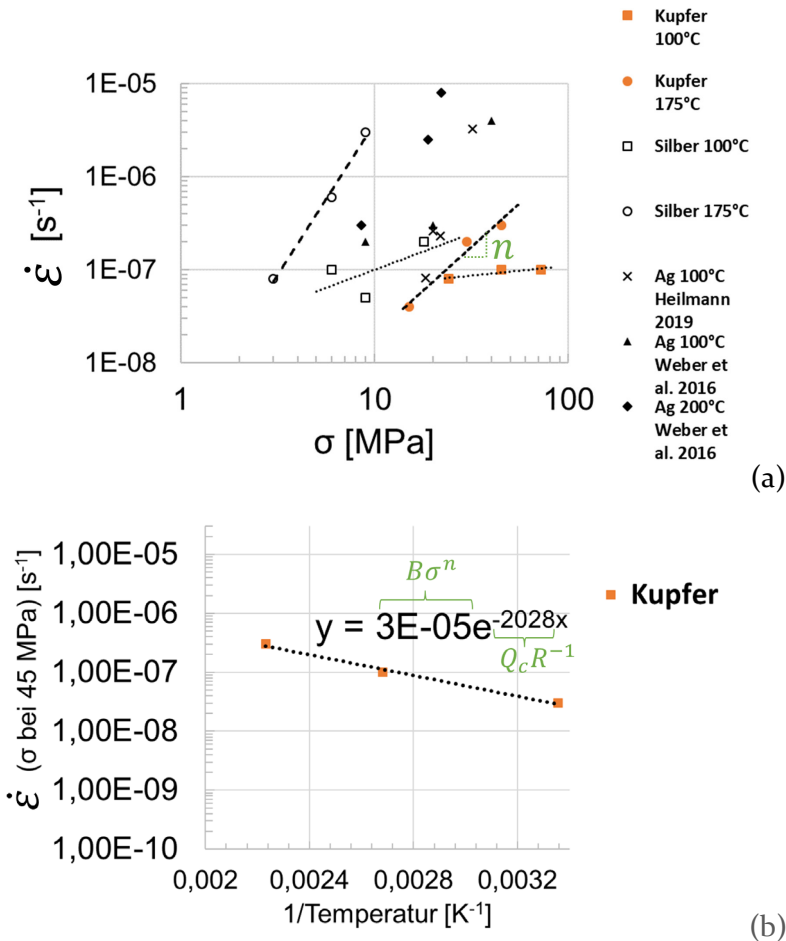 Kupfer
100°C
Kupfer
175°C
Silber 100°C
Silber 175°C
Ag 100°C
Heilmann
2019
Ag 100°C
Weber et
al. 2016
Ag 200°C
Weber et
al. 2016
1E-05
1E-06
1E-07
1E-08
ε̇ [s⁻¹]
n
1
10
100
σ [MPa]
(a)
1,00E-05
1,00E-06
1,00E-07
1,00E-08
1,00E-09
1,00E-10
ε̇ (σ bei 45 MPa) [s⁻¹]
Bσⁿ
y = 3E-05e^-2028x
Q_cR⁻¹
Kupfer
0,002
0,0024
0,0028
0,0032
1/Temperatur [K⁻¹]
(b)